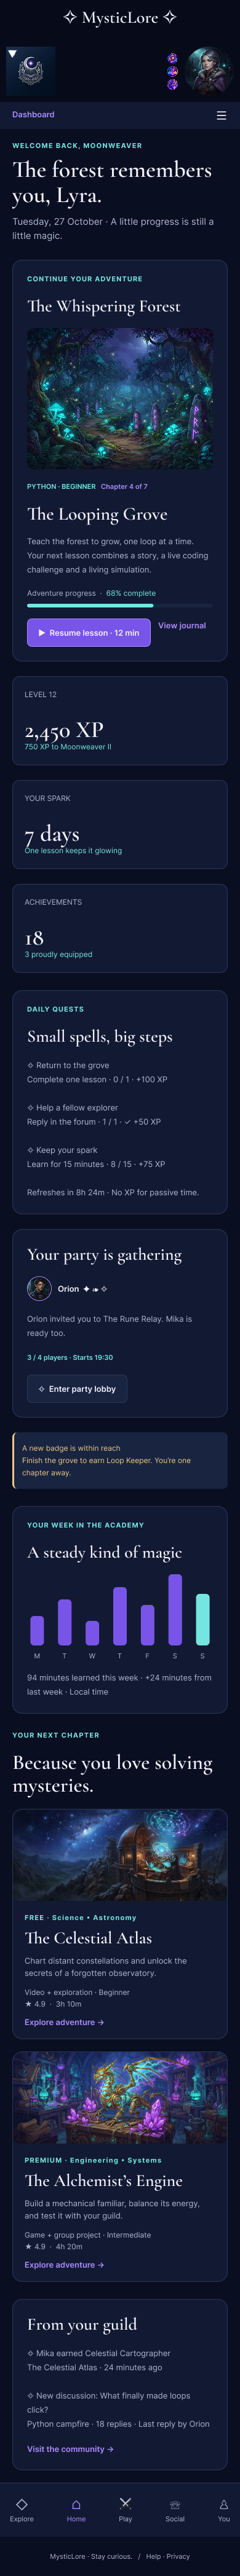 ✧ MysticLore ✧
Dashboard
WELCOME BACK, MOONWEAVER
The forest remembers
you, Lyra.
Tuesday, 27 October · A little progress is still a
little magic.
CONTINUE YOUR ADVENTURE
The Whispering Forest
PYTHON · BEGINNER Chapter 4 of 7
The Looping Grove
Teach the forest to grow, one loop at a time.
Your next lesson combines a story, a live coding
challenge and a living simulation.
Adventure progress · 68% complete
▶ Resume lesson · 12 min
View journal
LEVEL 12
2,450 XP
750 XP to Moonweaver II
YOUR SPARK
7 days
One lesson keeps it glowing
ACHIEVEMENTS
18
3 proudly equipped
DAILY QUESTS
Small spells, big steps
✧ Return to the grove
Complete one lesson · 0 / 1 · +100 XP
✧ Help a fellow explorer
Reply in the forum · 1 / 1 · ✓ +50 XP
✧ Keep your spark
Learn for 15 minutes · 8 / 15 · +75 XP
Refreshes in 8h 24m · No XP for passive time.
Your party is gathering
Orion
Orion invited you to The Rune Relay. Mika is
ready too.
3 / 4 players · Starts 19:30
✧ Enter party lobby
A new badge is within reach
Finish the grove to earn Loop Keeper. You're one
chapter away.
YOUR WEEK IN THE ACADEMY
A steady kind of magic
M T W T F S S
94 minutes learned this week · +24 minutes from
last week · Local time
YOUR NEXT CHAPTER
Because you love solving
mysteries.
FREE · Science • Astronomy
The Celestial Atlas
Chart distant constellations and unlock the
secrets of a forgotten observatory.
Video + exploration · Beginner
★ 4.9 · 3h 10m
Explore adventure →
PREMIUM · Engineering • Systems
The Alchemist’s Engine
Build a mechanical familiar, balance its energy,
and test it with your guild.
Game + group project · Intermediate
★ 4.9 · 4h 20m
Explore adventure →
From your guild
✧ Mika earned Celestial Cartographer
The Celestial Atlas · 24 minutes ago
✧ New discussion: What finally made loops
click?
Python campfire · 18 replies · Last reply by Orion
Visit the community →
Explore Home Play Social You
MysticLore · Stay curious. / Help · Privacy